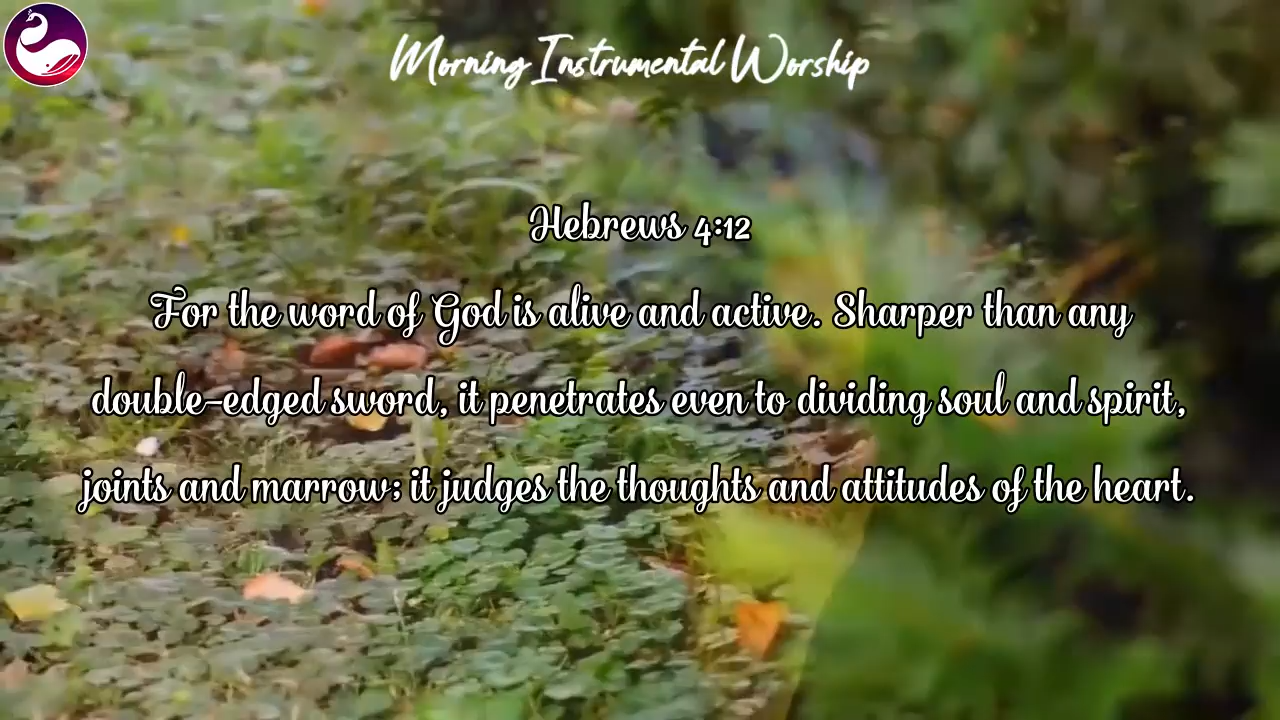 Morning Instrumental Worship
Hebrews 4:12
For the word of God is alive and active. Sharper than any
double-edged sword, it penetrates even to dividing soul and spirit,
joints and marrow; it judges the thoughts and attitudes of the heart.